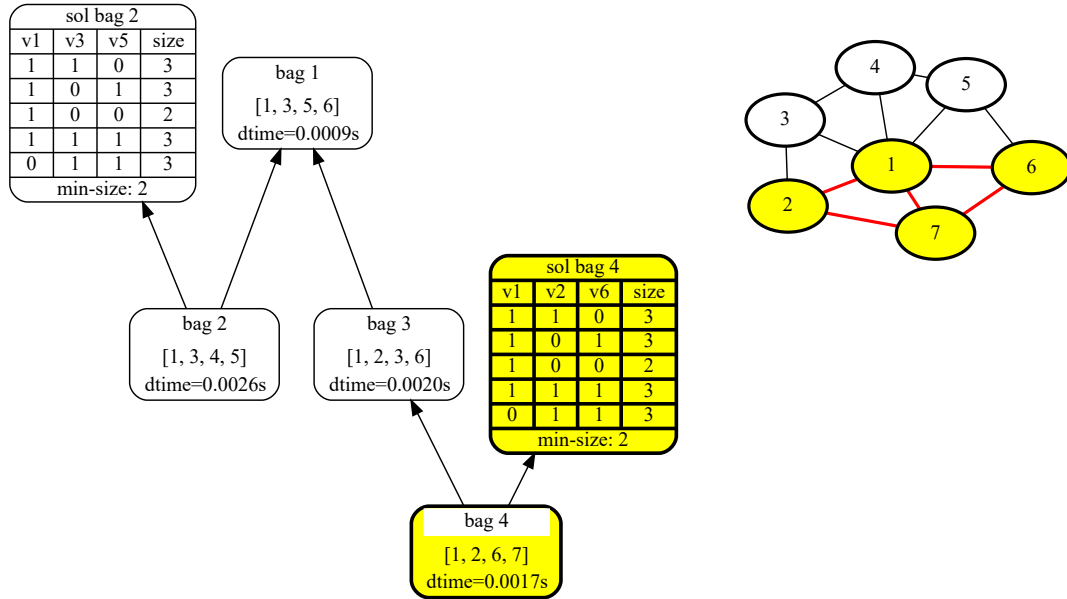 sol bag 2
v1 v3 v5 size
1 1 0 3
1 0 1 3
1 0 0 2
1 1 1 3
0 1 1 3
min-size: 2
bag 1
[1, 3, 5, 6]
dtime=0.0009s
bag 2
[1, 3, 4, 5]
dtime=0.0026s
bag 3
[1, 2, 3, 6]
dtime=0.0020s
sol bag 4
v1 v2 v6 size
1 1 0 3
1 0 1 3
1 0 0 2
1 1 1 3
0 1 1 3
min-size: 2
bag 4
[1, 2, 6, 7]
dtime=0.0017s
4
5
3
1
6
2
7